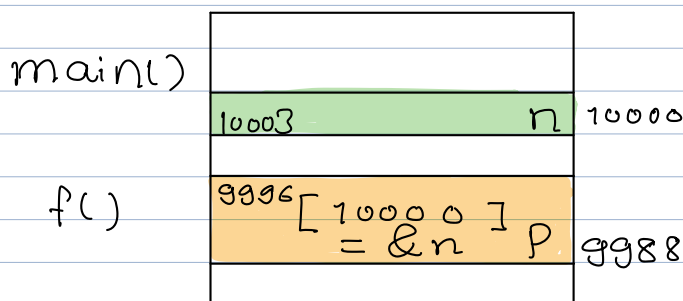 main()
10003 n 10000
f() 9996 [10000]
= &n p 9988